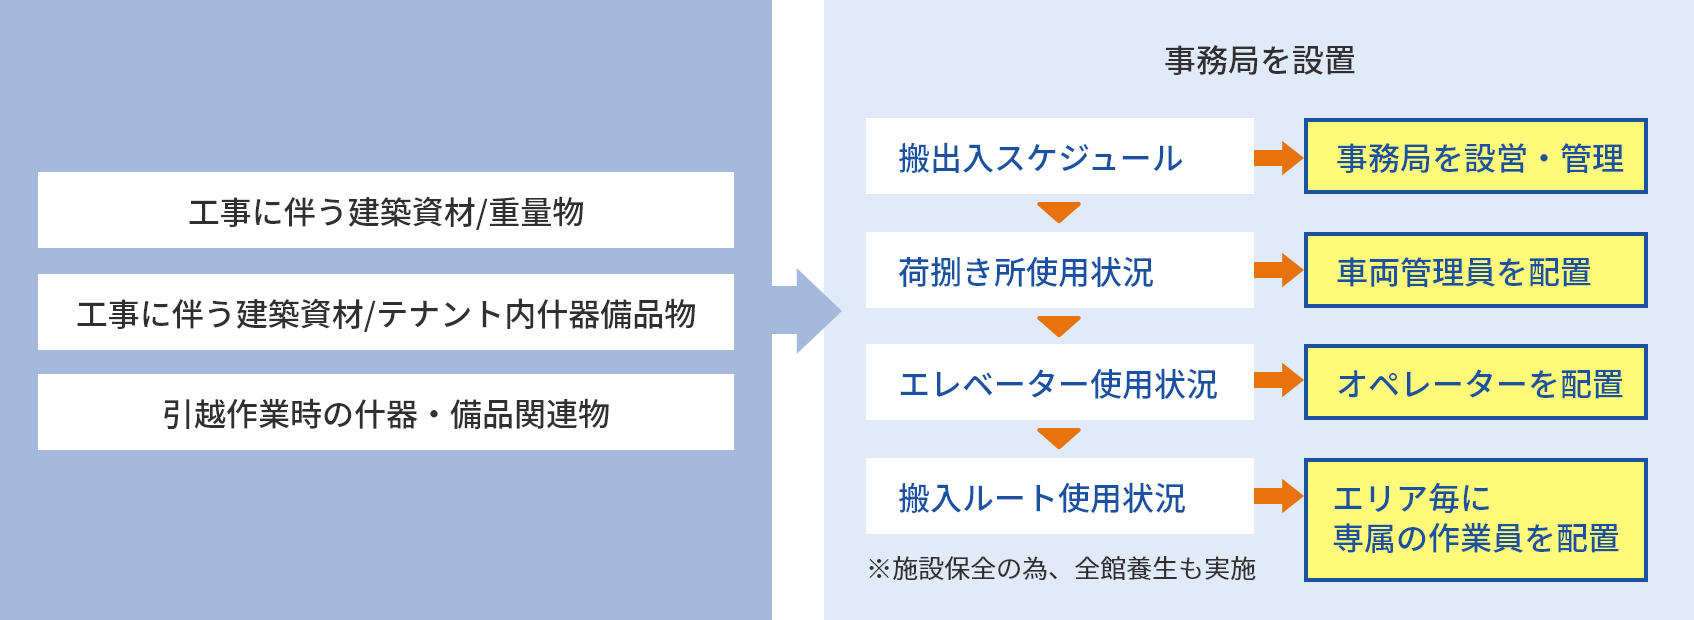 工事に伴う建築資材/重量物
工事に伴う建築資材/テナント内什器備品物
引越作業時の什器・備品関連物
事務局を設置
搬出入スケジュール
事務局を設営・管理
荷捌き所使用状況
車両管理員を配置
エレベーター使用状況
オペレーターを配置
搬入ルート使用状況
エリア毎に
専属の作業員を配置
※施設保全の為、全館養生も実施